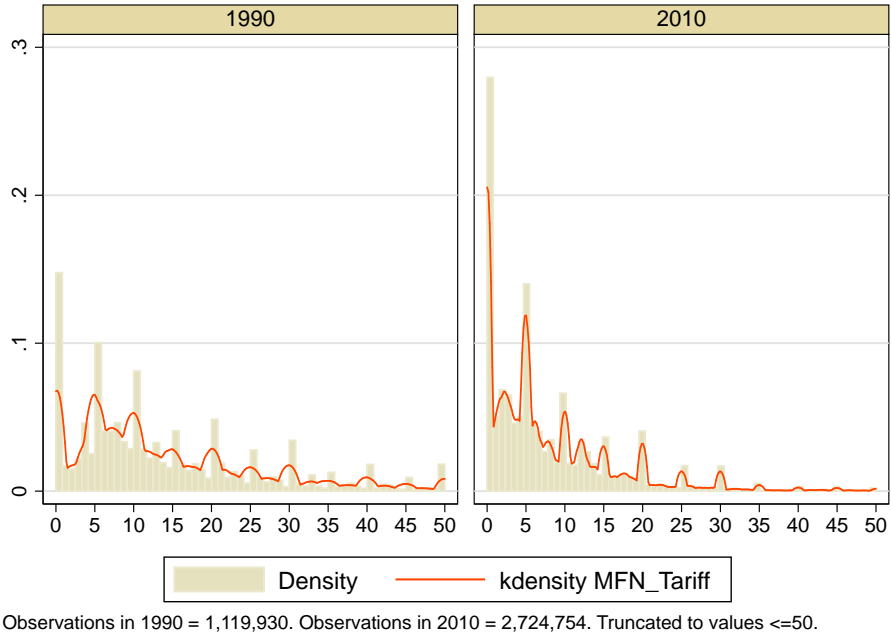 1990
2010
.3
.2
.1
0
0 5 10 15 20 25 30 35 40 45 50
0 5 10 15 20 25 30 35 40 45 50
Density
kdensity MFN_Tariff
Observations in 1990 = 1,119,930. Observations in 2010 = 2,724,754. Truncated to values <=50.